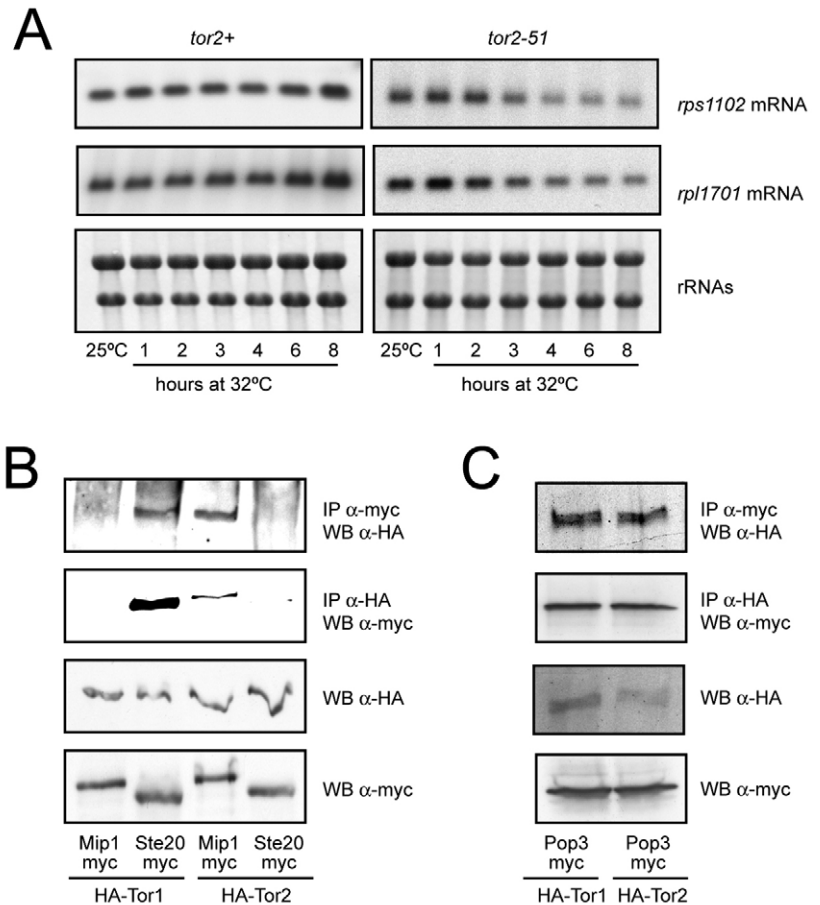 A
tor2+ tor2-51
rps1102 mRNA
rpl1701 mRNA
rRNAs
25ºC 1 2 3 4 6 8 25ºC 1 2 3 4 6 8
hours at 32ºC hours at 32ºC
B
IP α-myc
WB α-HA
IP α-HA
WB α-myc
WB α-HA
WB α-myc
Mip1 Ste20 Mip1 Ste20
myc myc myc myc
HA-Tor1 HA-Tor2
C
IP α-myc
WB α-HA
IP α-HA
WB α-myc
WB α-HA
WB α-myc
Pop3 Pop3
myc myc
HA-Tor1 HA-Tor2